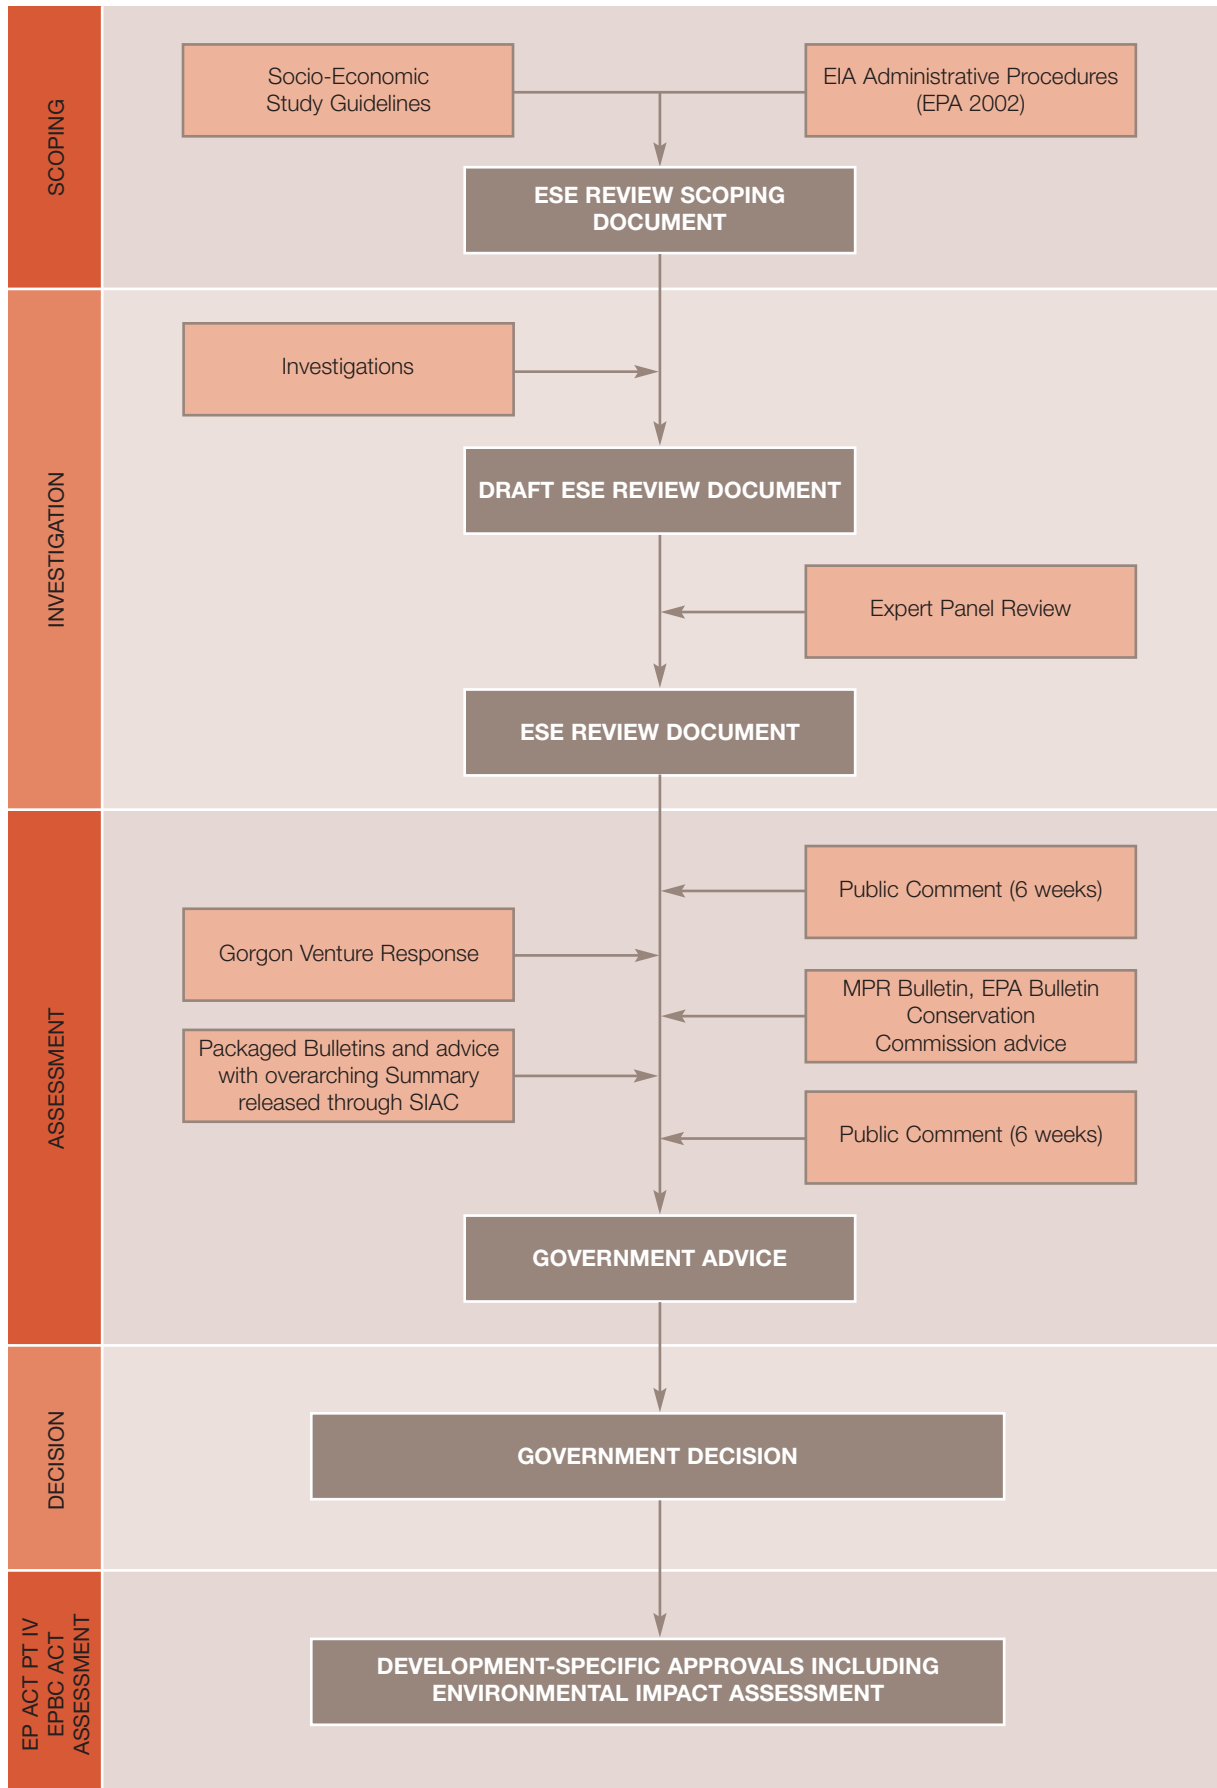 SCOPING
Socio-Economic
Study Guidelines
EIA Administrative Procedures
(EPA 2002)
ESE REVIEW SCOPING
DOCUMENT
INVESTIGATION
Investigations
DRAFT ESE REVIEW DOCUMENT
Expert Panel Review
ESE REVIEW DOCUMENT
ASSESSMENT
Public Comment (6 weeks)
Gorgon Venture Response
MPR Bulletin, EPA Bulletin
Conservation
Commission advice
Packaged Bulletins and advice
with overarching Summary
released through SIAC
Public Comment (6 weeks)
GOVERNMENT ADVICE
DECISION
GOVERNMENT DECISION
EP ACT PT IV
EPBC ACT
ASSESSMENT
DEVELOPMENT-SPECIFIC APPROVALS INCLUDING
ENVIRONMENTAL IMPACT ASSESSMENT